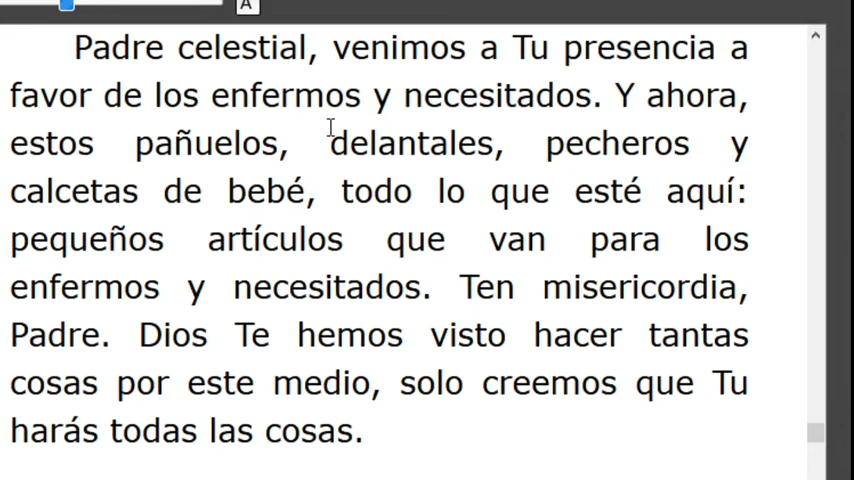 A
Padre celestial, venimos a Tu presencia a
favor de los enfermos y necesitados. Y ahora,
estos pañuelos, delantales, pecheros y
calcetas de bebé, todo lo que esté aquí:
pequeños artículos que van para los
enfermos y necesitados. Ten misericordia,
Padre. Dios Te hemos visto hacer tantas
cosas por este medio, solo creemos que Tu
harás todas las cosas.